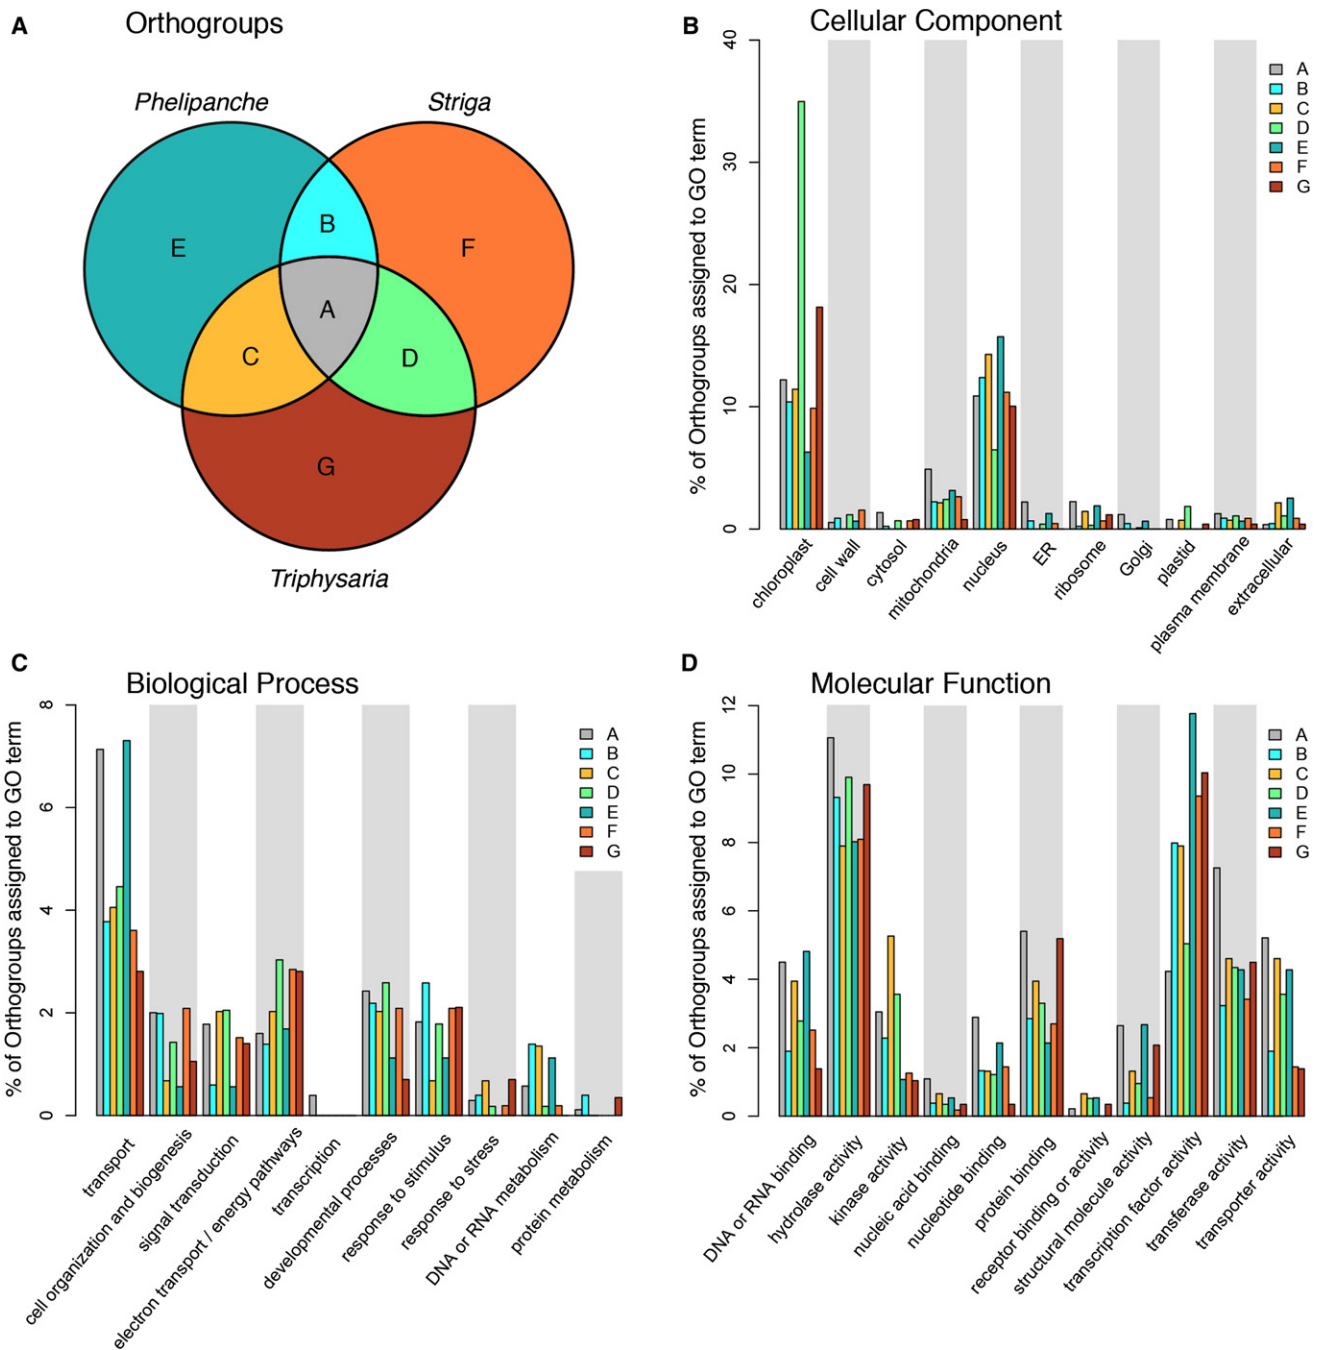 A
Orthogroups
Phelipanche
Striga
E
B
F
A
C
D
G
Triphysaria
B
Cellular Component
% of Orthogroups assigned to GO term
40
30
20
10
0
A
B
C
D
E
F
G
chloroplast
cell wall
cytosol
mitochondria
nucleus
ER
ribosome
Golgi
plastid
plasma membrane
extracellular
C
Biological Process
% of Orthogroups assigned to GO term
8
6
4
2
0
A
B
C
D
E
F
G
transport
cell organization and biogenesis
signal transduction
electron transport / energy pathways
transcription
developmental processes
response to stimulus
response to stress
DNA or RNA metabolism
protein metabolism
D
Molecular Function
% of Orthogroups assigned to GO term
12
10
8
6
4
2
0
A
B
C
D
E
F
G
DNA or RNA binding
hydrolase activity
kinase activity
nucleic acid binding
nucleotide binding
protein binding
receptor binding or activity
structural molecule activity
transcription factor activity
transferase activity
transporter activity